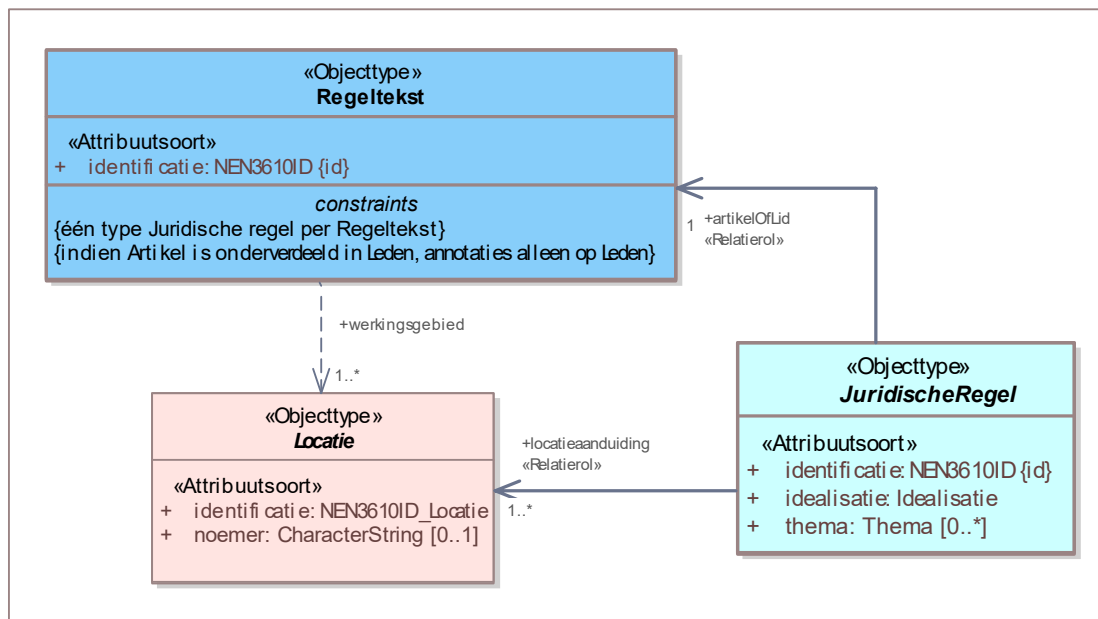 «Objecttype»
Regeltekst
«Attribuutsoort»
+ identificatie: NEN3610ID {id}
constraints
{één type Juridische regel per Regeltekst}
{indien Artikel is onderverdeeld in Leden, annotaties alleen op Leden}
1 +artikelOfLid
«Relatierol»
+werkingsgebied
1..*
«Objecttype»
Locatie
«Attribuutsoort»
+ identificatie: NEN3610ID_Locatie
+ noemer: CharacterString [0..1]
+locatieaanduiding
«Relatierol»
1..*
«Objecttype»
JuridischeRegel
«Attribuutsoort»
+ identificatie: NEN3610ID {id}
+ idealisatie: Idealisatie
+ thema: Thema [0..*]